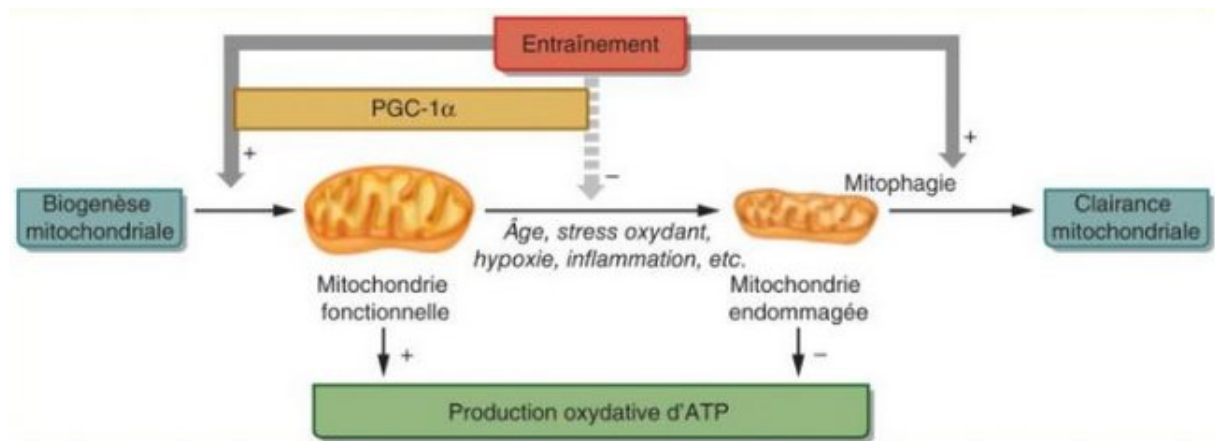 Entraînement
PGC-1α
+
+
–
Mitophagie
Biogenèse
mitochondriale
Clairance
mitochondriale
Âge, stress oxydant,
hypoxie, inflammation, etc.
Mitochondrie
fonctionnelle
Mitochondrie
endommagée
+
–
Production oxydative d'ATP